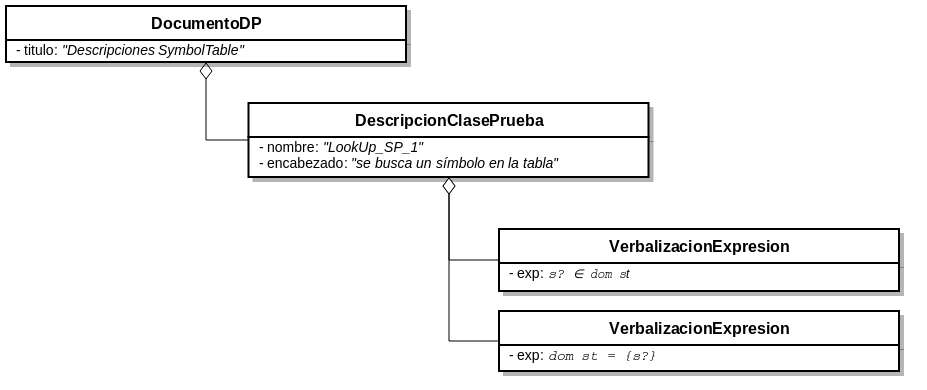 DocumentoDP
- titulo: "Descripciones SymbolTable"
DescripcionClasePrueba
- nombre: "LookUp_SP_1"
- encabezado: "se busca un símbolo en la tabla"
VerbalizacionExpresion
- exp: s? ∈ dom st
VerbalizacionExpresion
- exp: dom st = {s?}